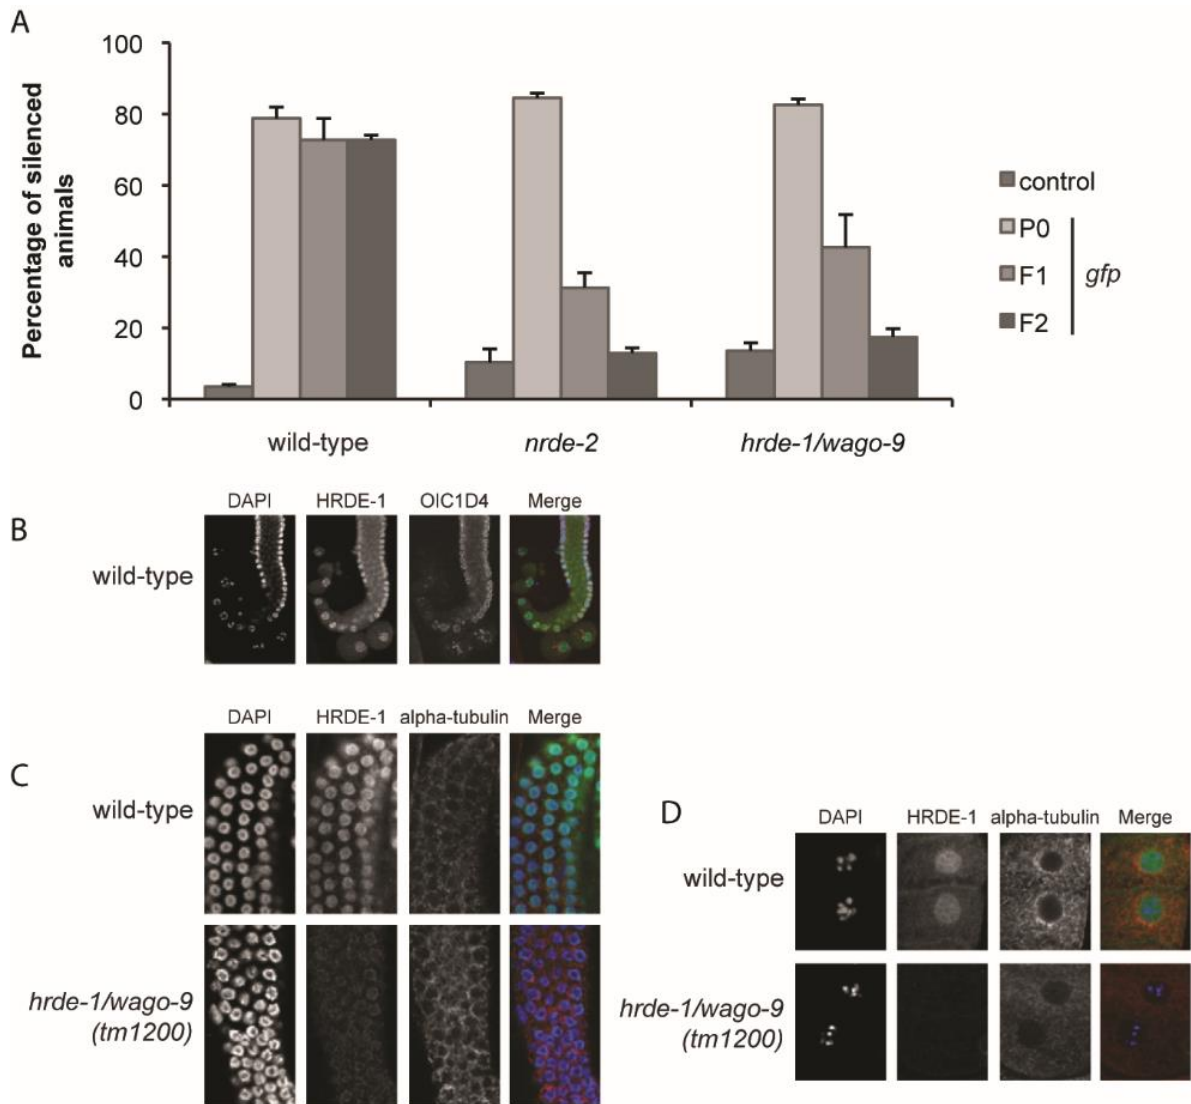 A
100
80
60
40
20
0
Percentage of silenced
animals
wild-type
nrde-2
hrde-1/wago-9
control
P0
F1
F2
gfp
B
DAPI HRDE-1 OIC1D4 Merge
wild-type
C
DAPI HRDE-1 alpha-tubulin Merge
wild-type
hrde-1/wago-9
(tm1200)
D
DAPI HRDE-1 alpha-tubulin Merge
wild-type
hrde-1/wago-9
(tm1200)